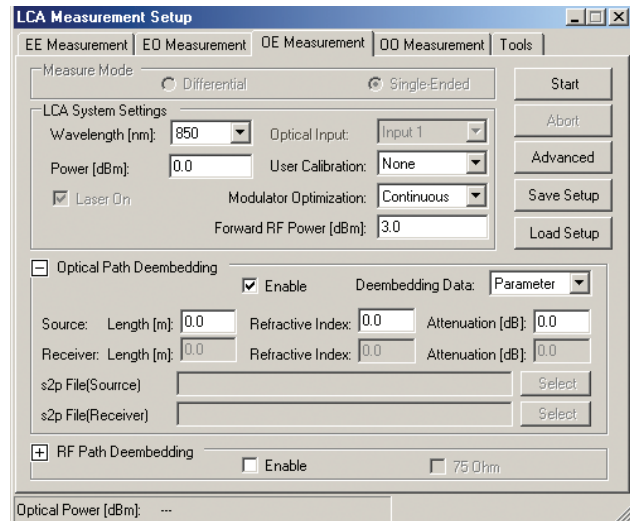 LCA Measurement Setup
EE Measurement EO Measurement OE Measurement OO Measurement Tools
Measure Mode
Differential Single-Ended
Start
LCA System Settings
Abort
Wavelength [nm]: 850 Optical Input: Input 1
Power [dBm]: 0.0 User Calibration: None
Advanced
Laser On Modulator Optimization: Continuous
Save Setup
Forward RF Power [dBm]: 3.0
Load Setup
Optical Path Deembedding
Enable Deembedding Data: Parameter
Source: Length [m]: 0.0 Refractive Index: 0.0 Attenuation [dB]: 0.0
Receiver: Length [m]: 0.0 Refractive Index: 0.0 Attenuation [dB]: 0.0
s2p File(Sourrce) Select
s2p File(Receiver) Select
RF Path Deembedding
Enable 75 Ohm
Optical Power [dBm]: ---